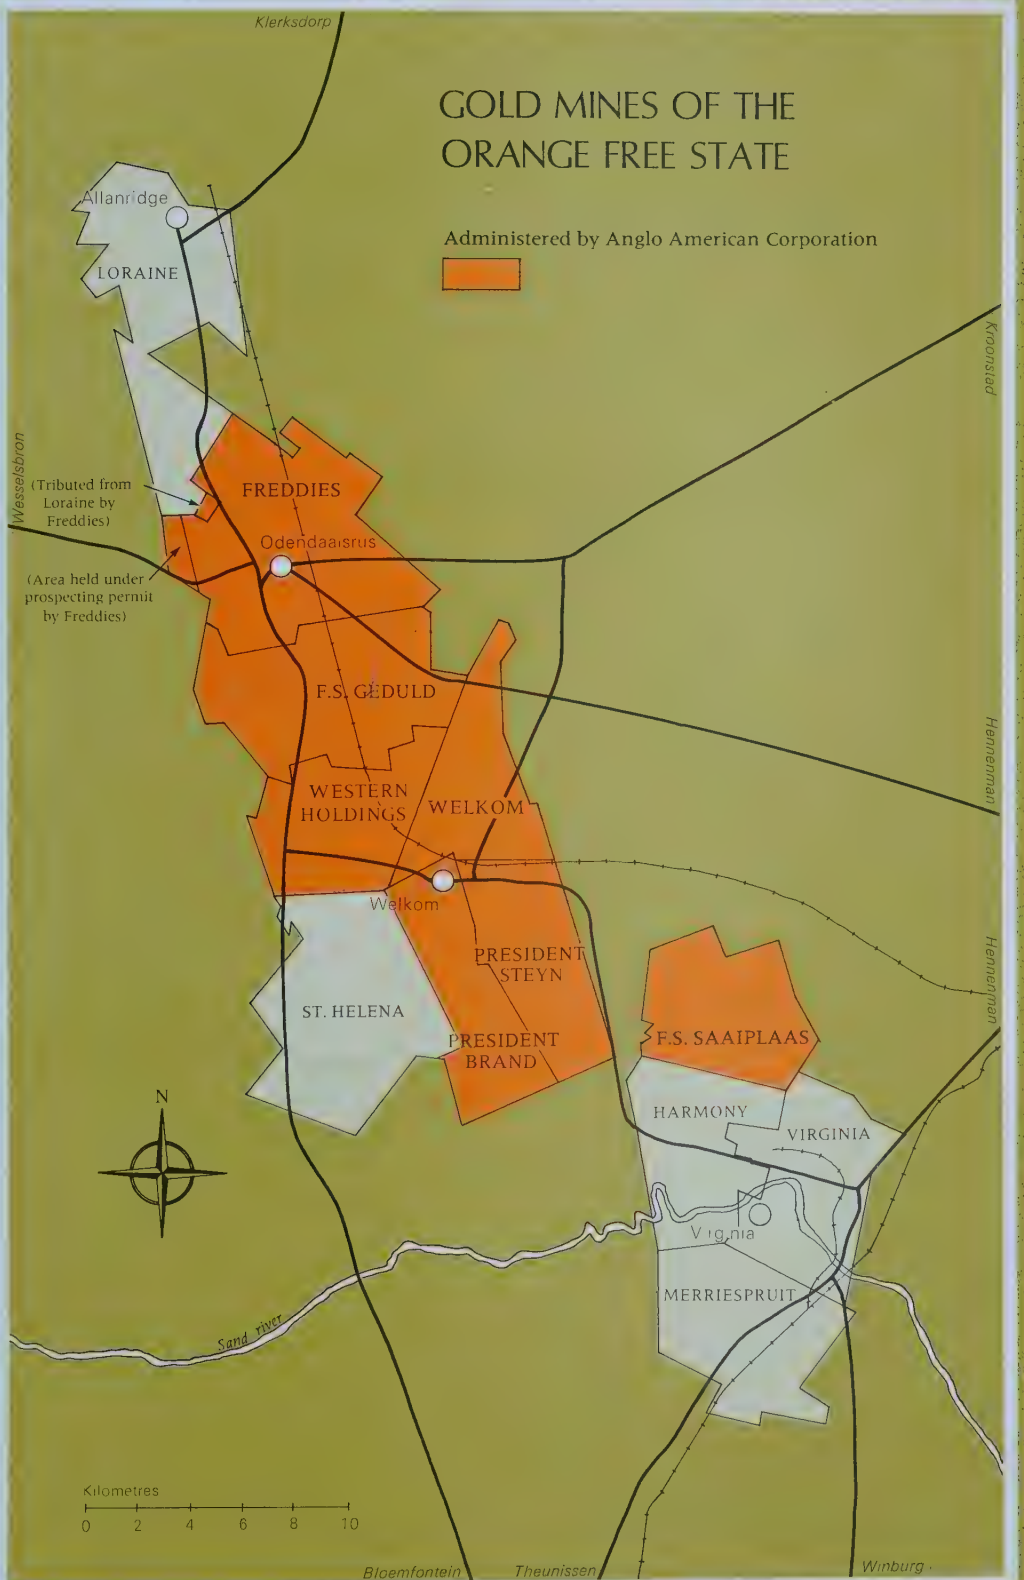 Klerksdorp
GOLD MINES OF THE
ORANGE FREE STATE
Administered by Anglo American Corporation
Allanridge
LORAINE
Kroonstad
Wesselsbron
(Tributed from
Loraine by
Freddies)
FREDDIES
Odendaalsrus
(Area held under
prospecting permit
by Freddies)
F.S. GEDULD
Hennenman
WESTERN
HOLDINGS
WELKOM
Welkom
PRESIDENT
STEYN
Hennenman
ST. HELENA
PRESIDENT
BRAND
F.S. SAAIPLAAS
N
HARMONY
VIRGINIA
Virginia
MERRIESPRUIT
Sand river
Kilometres
0 2 4 6 8 10
Bloemfontein
Theunissen
Winburg